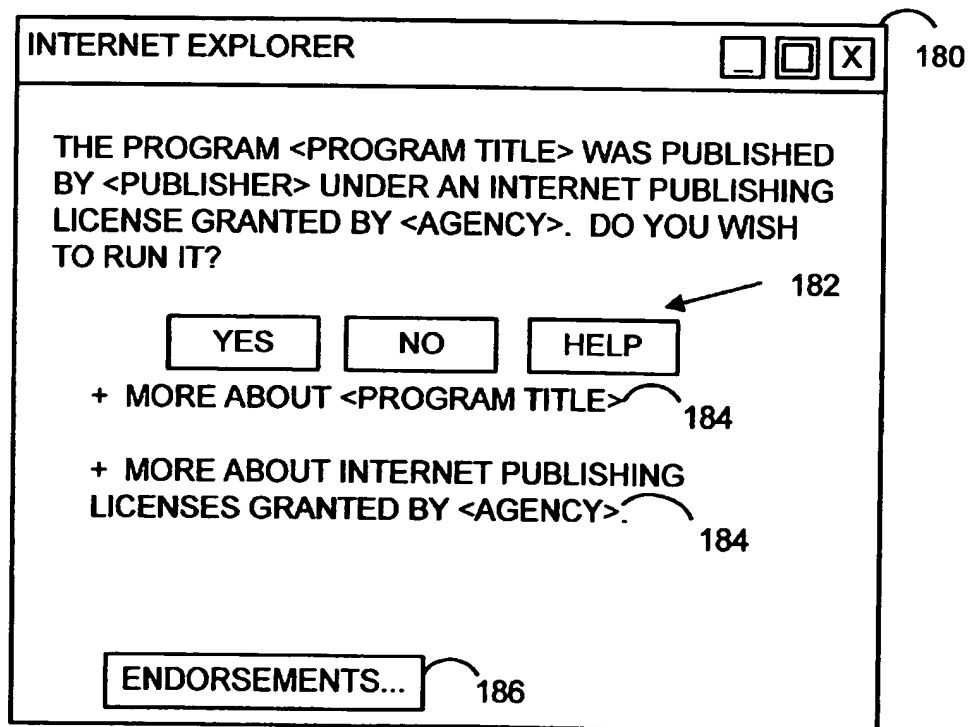 INTERNET EXPLORER
_ X
180
THE PROGRAM <PROGRAM TITLE> WAS PUBLISHED
BY <PUBLISHER> UNDER AN INTERNET PUBLISHING
LICENSE GRANTED BY <AGENCY>. DO YOU WISH
TO RUN IT?
182
YES NO HELP
+ MORE ABOUT <PROGRAM TITLE>
184
+ MORE ABOUT INTERNET PUBLISHING
LICENSES GRANTED BY <AGENCY>.
184
ENDORSEMENTS...
186